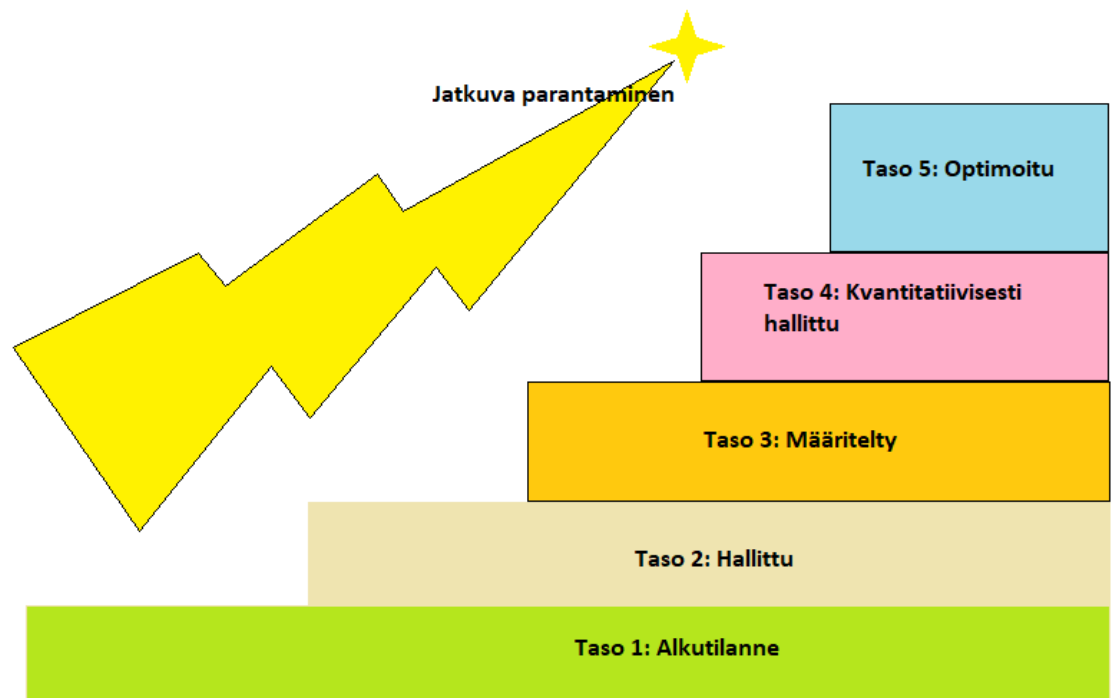 Jatkuva parantaminen
Taso 5: Optimoitu
Taso 4: Kvantitatiivisesti
hallittu
Taso 3: Määritelty
Taso 2: Hallittu
Taso 1: Alkutilanne